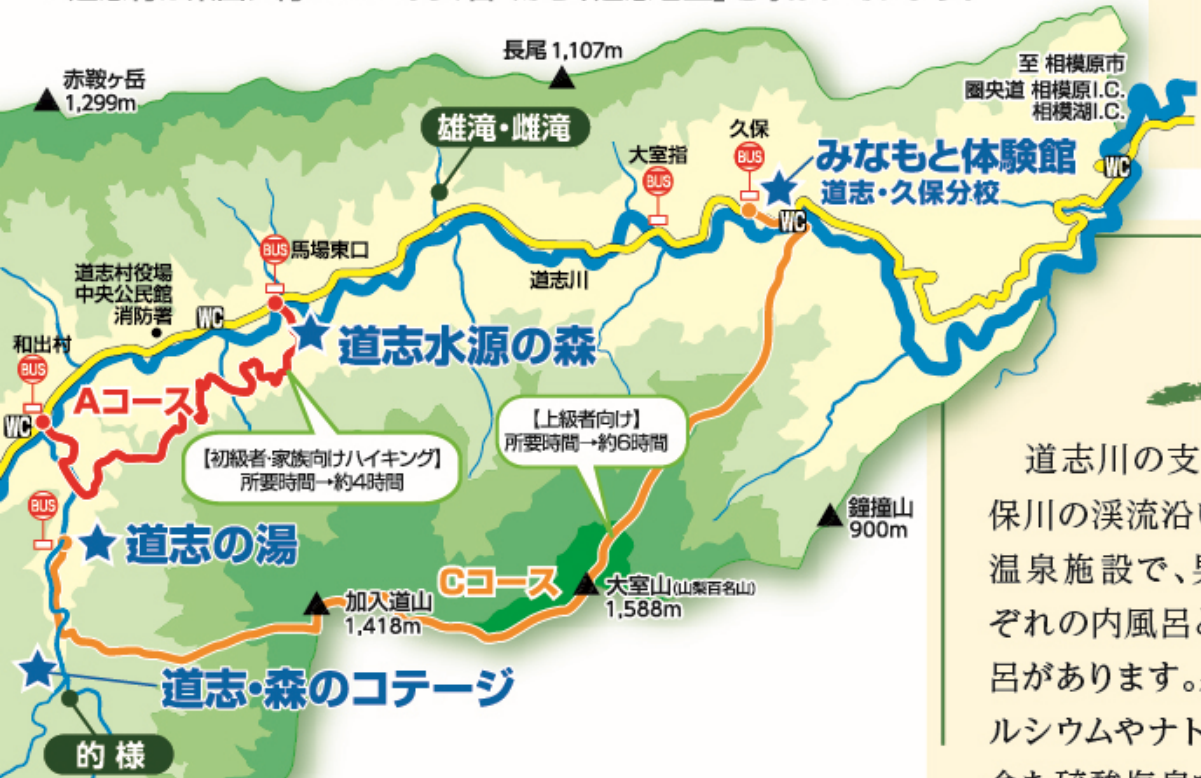 長尾 1,107m
赤鞍ヶ岳
1,299m
至 相模原市
圏央道 相模原I.C.
相模湖I.C.
雄滝・雌滝
久保
BUS
大室指
BUS
みなもと体験館
道志・久保分校
WC
WC
BUS
馬場東口
道志川
道志村役場
中央公民館
消防署
WC
和出村
BUS
道志水源の森
Aコース
WC
【初級者・家族向けハイキング】
所要時間→約4時間
【上級者向け】
所要時間→約6時間
BUS
道志の湯
鐘撞山
900m
Cコース
大室山(山梨百名山)
1,588m
加入道山
1,418m
道志・森のコテージ
的様
道志川の支
保川の渓流沿
温泉施設で、
ぞれの内風呂
呂があります。
ルシウムやナト